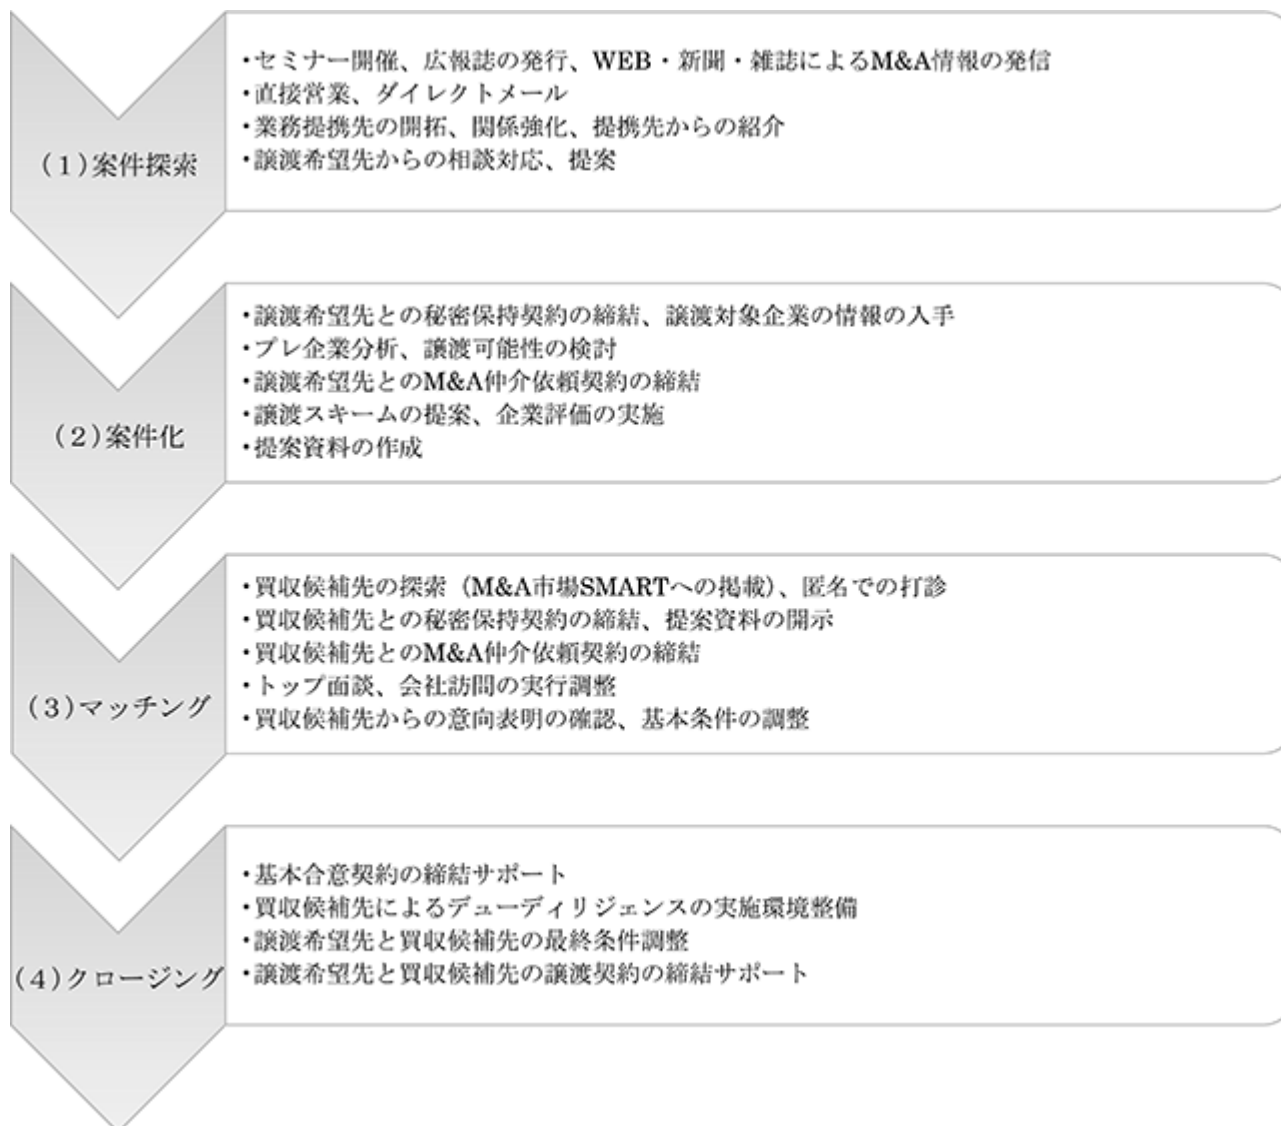 (1)案件探索
・セミナー開催、広報誌の発行、WEB・新聞・雑誌によるM&A情報の発信
・直接営業、ダイレクトメール
・業務提携先の開拓、関係強化、提携先からの紹介
・譲渡希望先からの相談対応、提案
(2)案件化
・譲渡希望先との秘密保持契約の締結、譲渡対象企業の情報の入手
・プレ企業分析、譲渡可能性の検討
・譲渡希望先とのM&A仲介依頼契約の締結
・譲渡スキームの提案、企業評価の実施
・提案資料の作成
(3)マッチング
・買収候補先の探索（M&A市場SMARTへの掲載）、匿名での打診
・買収候補先との秘密保持契約の締結、提案資料の開示
・買収候補先とのM&A仲介依頼契約の締結
・トップ面談、会社訪問の実行調整
・買収候補先からの意向表明の確認、基本条件の調整
(4)クロージング
・基本合意契約の締結サポート
・買収候補先によるデューディリジェンスの実施環境整備
・譲渡希望先と買収候補先の最終条件調整
・譲渡希望先と買収候補先の譲渡契約の締結サポート